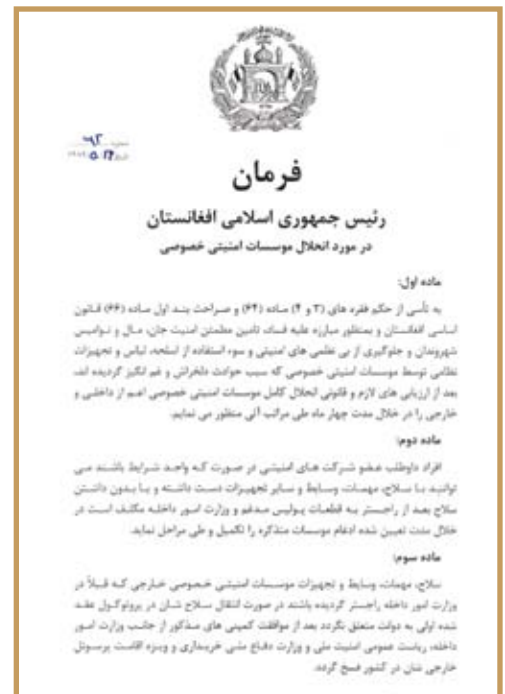 فرمان
رئیس جمهوری اسلامی افغانستان
در مورد انحلال موسسات امنیتی خصوصی
ماده اول:
به تأسی از حکم فقره های (۳ و ۴) ماده (۶۴) و صراحت بند اول ماده (۶۶) قانون
اساسی افغانستان و بمنظور مبارزه علیه فساد، تامین مطمئن امنیت جان، مال و نوامیس
شهروندان و جلوگیری از بی نظمی های امنیتی و سوء استفاده از اسلحه، لباس و تجهیزات
نظامی توسط موسسات امنیتی خصوصی که سبب حوادث دلخراش و غم انگیز گردیده اند،
بعد از ارزیابی های لازم و قانونی انحلال کامل موسسات امنیتی خصوصی اعم از داخلی و
خارجی را در خلال مدت چهار ماه طی مراتب آتی منظور می نمایم.
ماده دوم:
افراد داوطلب عضو شرکت های امنیتی در صورت که واجد شرایط باشند می
توانند با سلاح، مهمات، وسایط و سایر تجهیزات دست داشته و یا بدون داشتن
سلاح بعد از راجستر به قطعات پولیس مدغم و وزارت امور داخله مکلف است در
خلال مدت تعیین شده ادغام موسسات متذکره را تکمیل و طی مراحل نماید.
ماده سوم:
سلاح، مهمات، وسایط و تجهیزات موسسات امنیتی خصوصی خارجی که قبلاً در
وزارت امور داخله راجستر گردیده باشند در صورت انتقال سلاح شان در پروتوکول عقد
شده اولی به دولت متعلق نگردد بعد از موافقت کمپنی های مذکور از جانب وزارت امور
داخله، ریاست عمومی امنیت ملی و وزارت دفاع ملی خریداری و ویزه اقامت پرسونل
خارجی شان در کشور فسخ گردد.